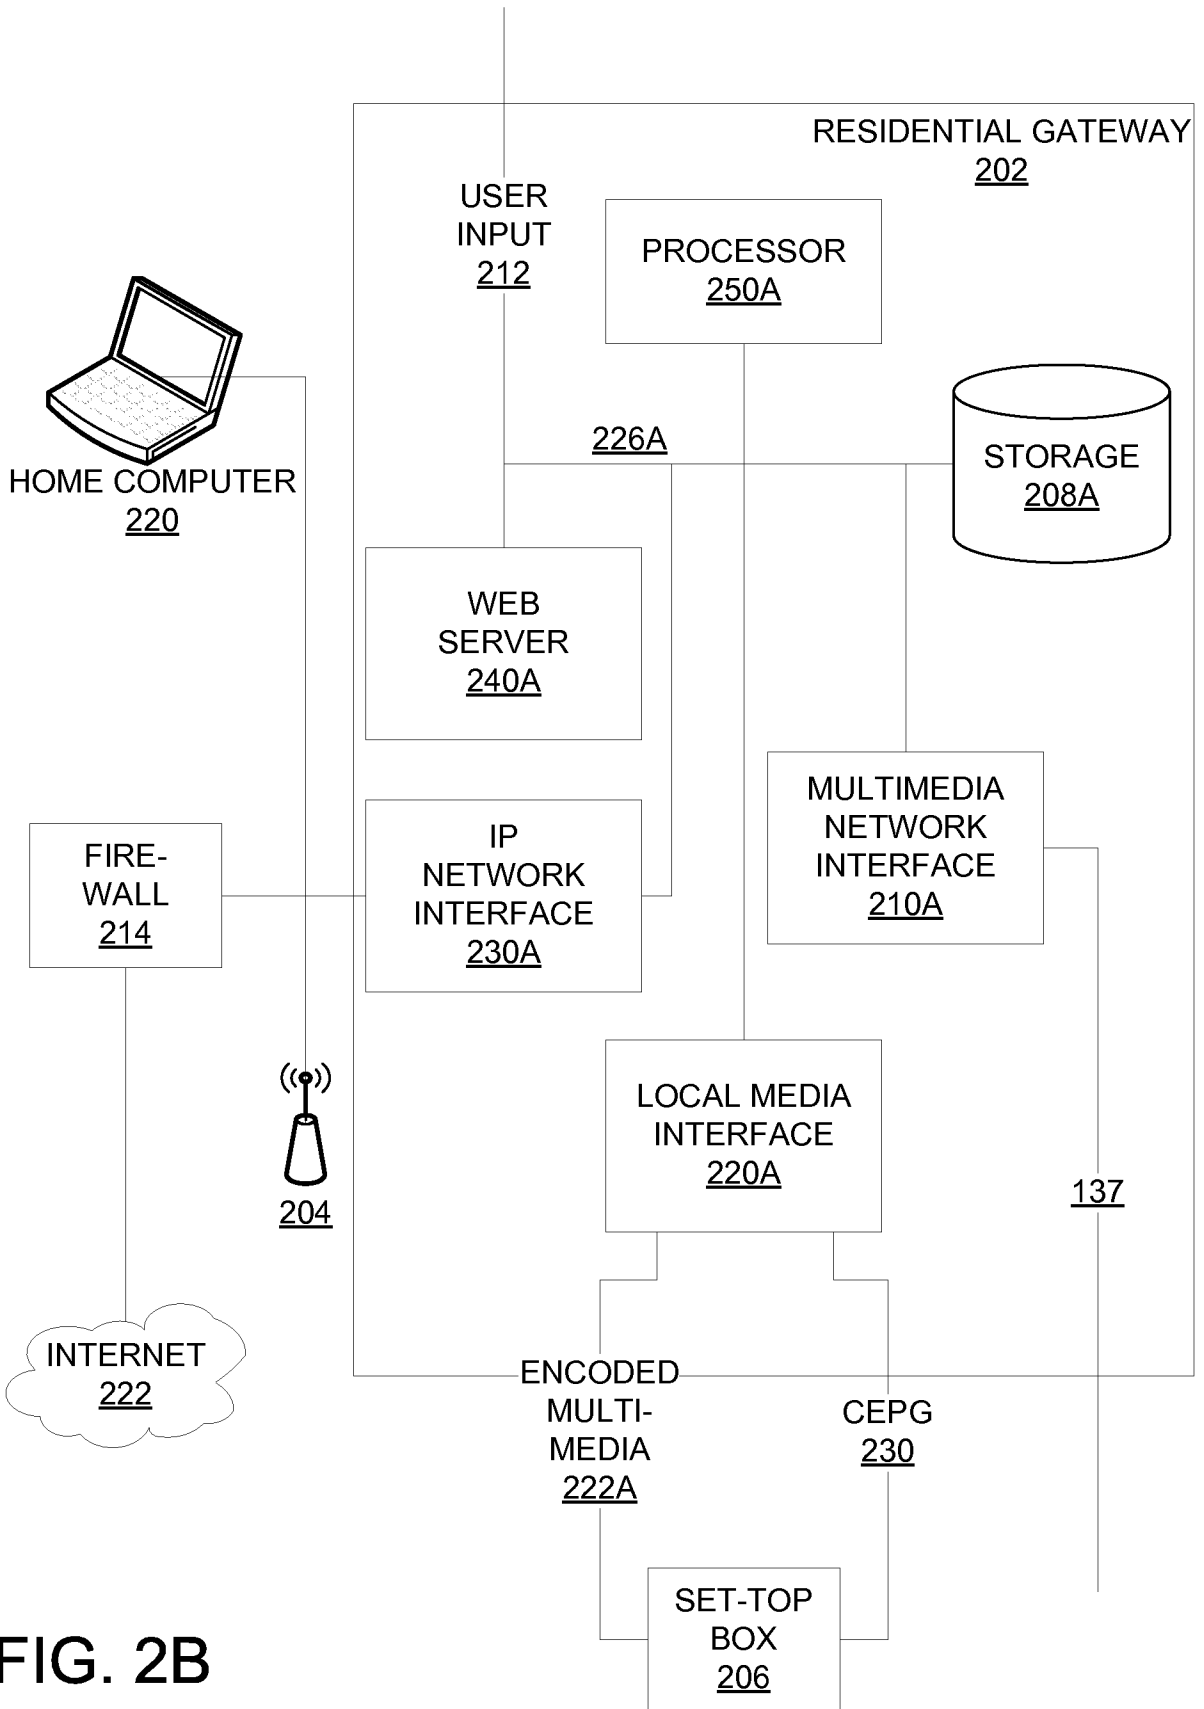 RESIDENTIAL GATEWAY
202
USER
INPUT
212
PROCESSOR
250A
226A
STORAGE
208A
HOME COMPUTER
220
WEB
SERVER
240A
MULTIMEDIA
NETWORK
INTERFACE
210A
IP
NETWORK
INTERFACE
230A
FIRE-
WALL
214
LOCAL MEDIA
INTERFACE
220A
204
137
INTERNET
222
ENCODED
MULTI-
MEDIA
222A
CEPG
230
SET-TOP
BOX
206
FIG. 2B